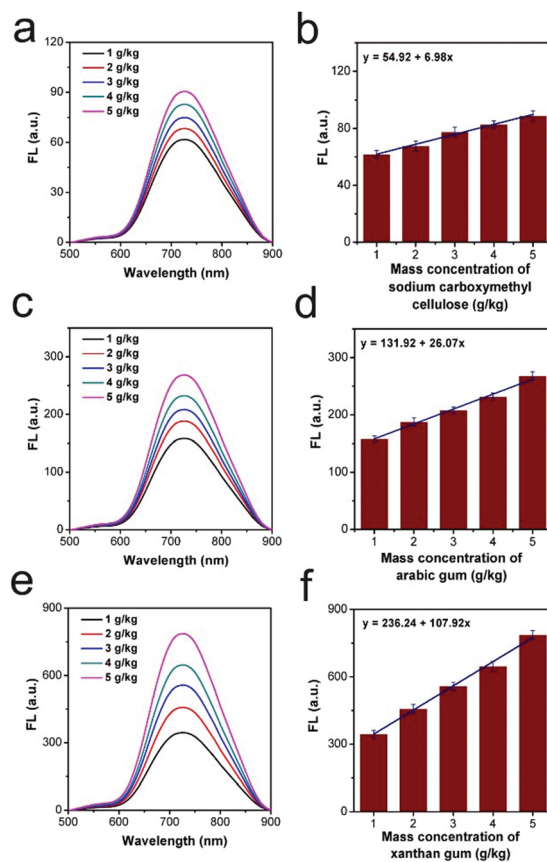 a
1 g/kg
2 g/kg
3 g/kg
4 g/kg
5 g/kg
120
90
60
30
0
FL (a.u.)
500 600 700 800 900
Wavelength (nm)
b
y = 54.92 + 6.98x
120
80
40
0
FL (a.u.)
1 2 3 4 5
Mass concentration of
sodium carboxymethyl
cellulose (g/kg)
c
1 g/kg
2 g/kg
3 g/kg
4 g/kg
5 g/kg
300
200
100
0
FL (a.u.)
500 600 700 800 900
Wavelength (nm)
d
y = 131.92 + 26.07x
300
200
100
0
FL (a.u.)
1 2 3 4 5
Mass concentration of
arabic gum (g/kg)
e
1 g/kg
2 g/kg
3 g/kg
4 g/kg
5 g/kg
900
600
300
0
FL (a.u.)
500 600 700 800 900
Wavelength (nm)
f
y = 236.24 + 107.92x
900
600
300
0
FL (a.u.)
1 2 3 4 5
Mass concentration of
xanthan gum (g/kg)